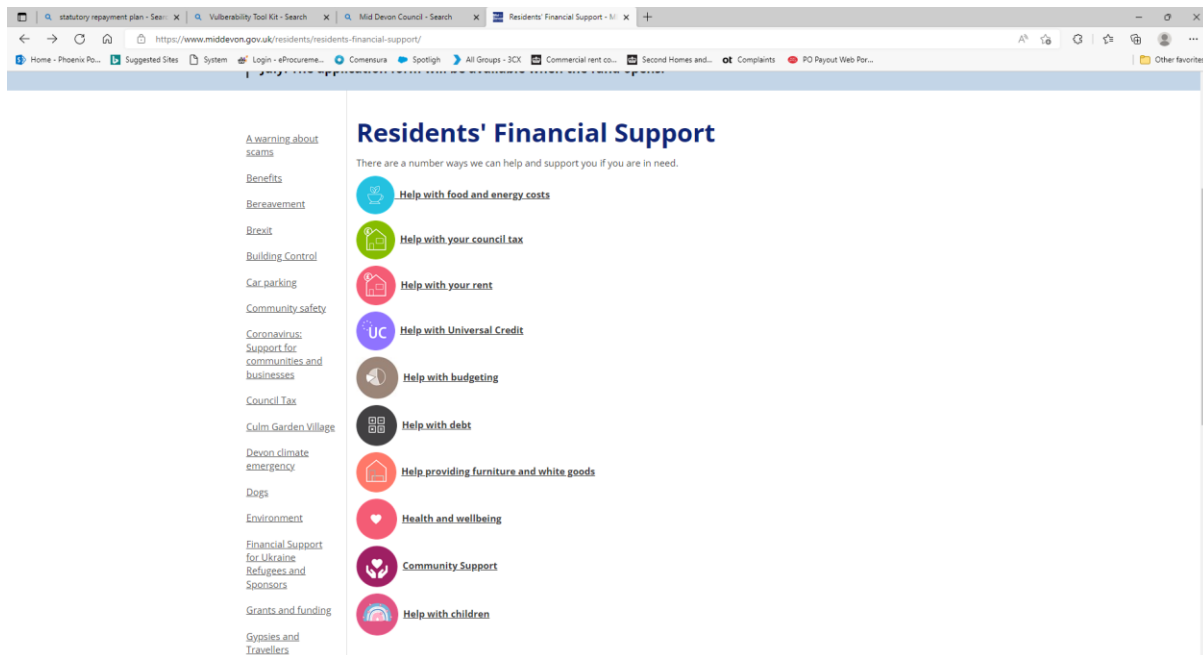 statutory repayment plan - Sear
Vulberability Tool Kit - Search
Mid Devon Council - Search
Residents' Financial Support - M
https://www.middevon.gov.uk/residents/residents-financial-support/
Home - Phoenix Po...
Suggested Sites
System
Login - eProcureme...
Comensura
Spotligh
All Groups - 3CX
Commercial rent co...
Second Homes and...
ot Complaints
PO Payout Web Por...
Other favorites
July. The application form will be available when the fund opens.
A warning about
scams
Benefits
Bereavement
Brexit
Building Control
Car parking
Community safety
Coronavirus:
Support for
communities and
businesses
Council Tax
Culm Garden Village
Devon climate
emergency
Dogs
Environment
Financial Support
for Ukraine
Refugees and
Sponsors
Grants and funding
Gypsies and
Travellers
Residents' Financial Support
There are a number ways we can help and support you if you are in need.
Help with food and energy costs
£
Help with your council tax
£
Help with your rent
UC
Help with Universal Credit
Help with budgeting
Help with debt
Help providing furniture and white goods
Health and wellbeing
Community Support
Help with children